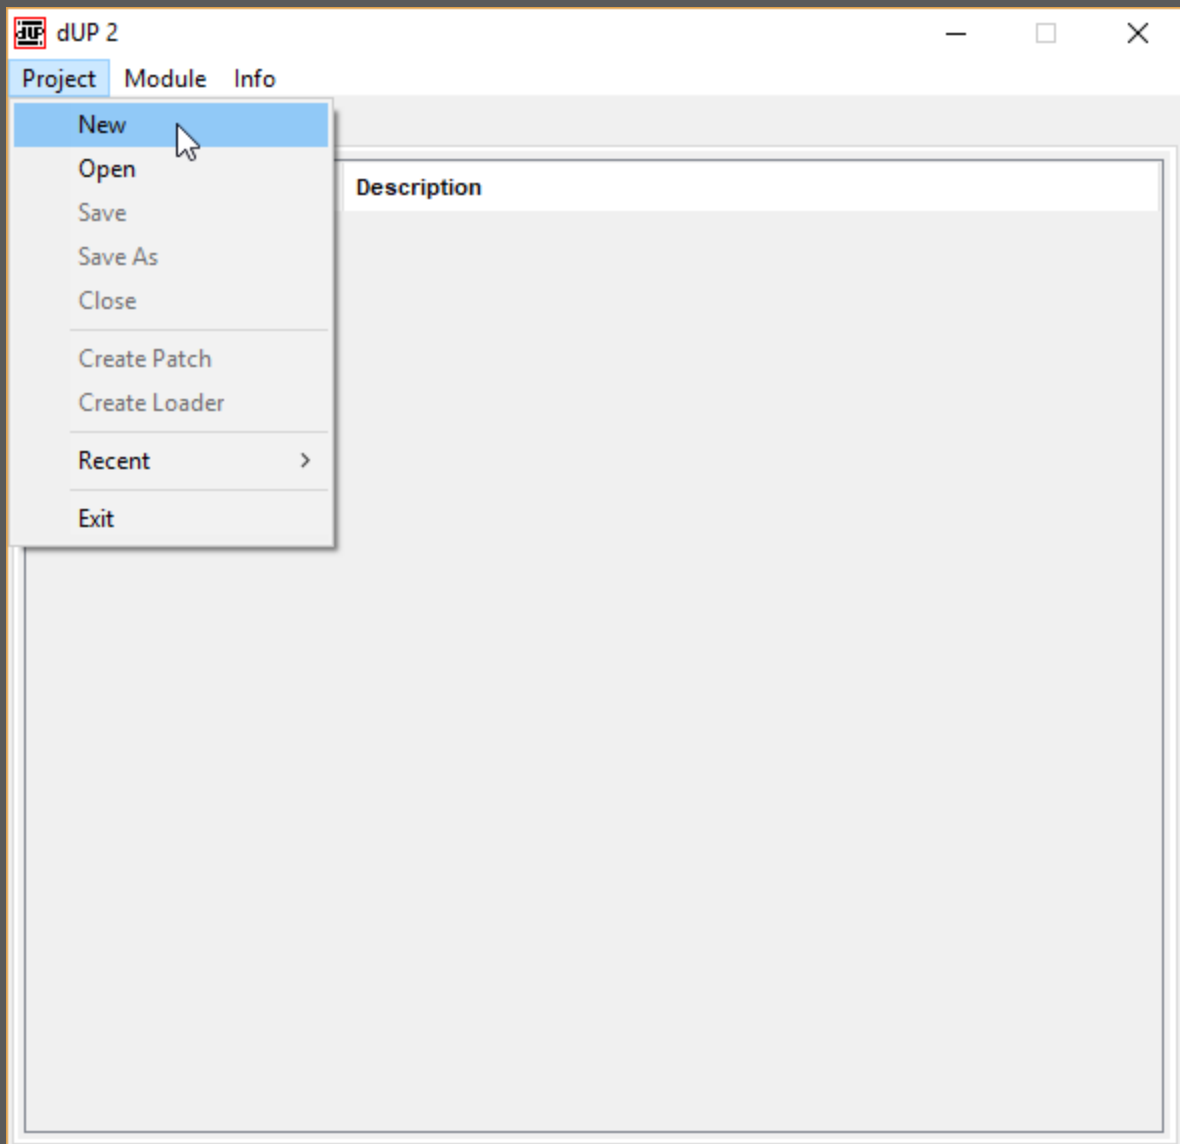 dUP 2
Project Module Info
New
Open
Save
Save As
Close
Create Patch
Create Loader
Recent
Exit
Description